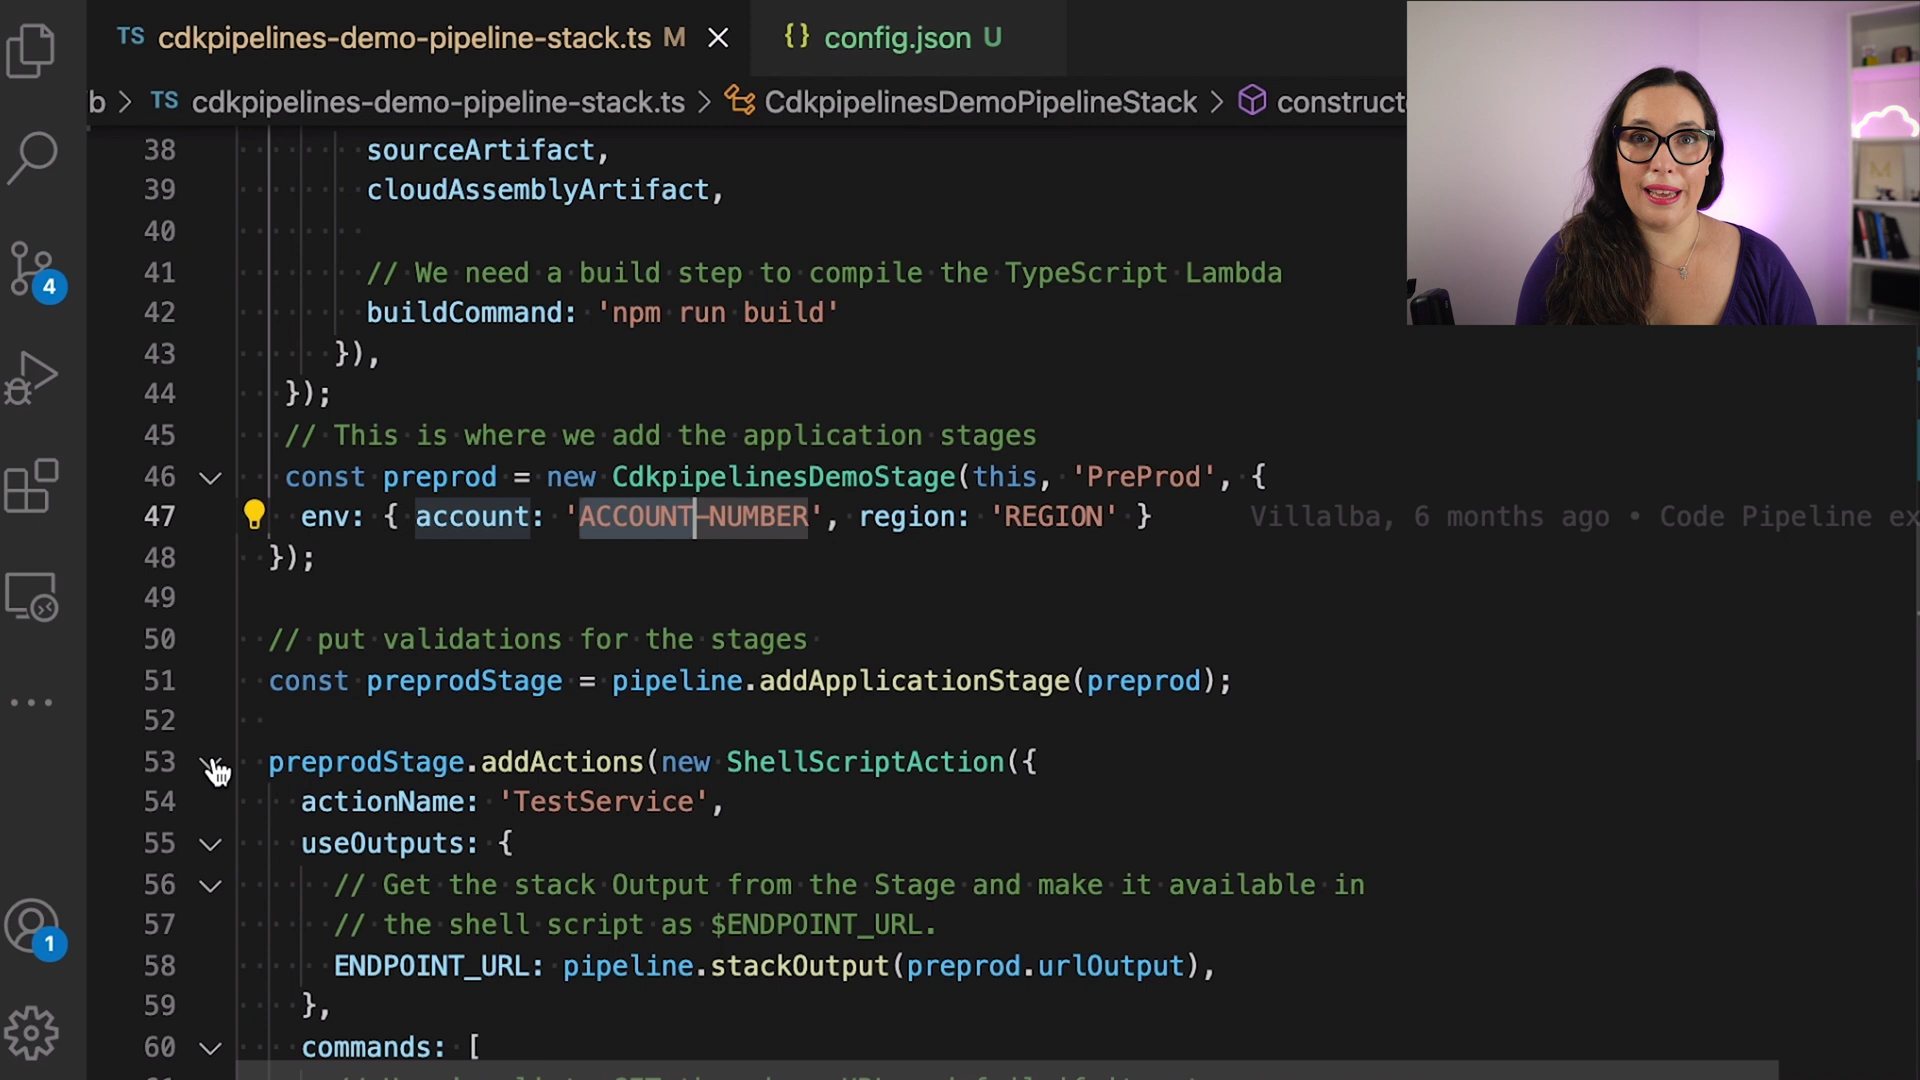 TS cdkpipelines-demo-pipeline-stack.ts M
{} config.json U
b > TS cdkpipelines-demo-pipeline-stack.ts > CdkpipelinesDemoPipelineStack >
38 sourceArtifact,
39 cloudAssemblyArtifact,
40
41 // We need a build step to compile the TypeScript Lambda
42 buildCommand: 'npm run build'
43 }),
44 });
45 // This is where we add the application stages
46 const preprod = new CdkpipelinesDemoStage(this, 'PreProd', {
47 env: { account: 'ACCOUNT-NUMBER', region: 'REGION' } Villalba, 6 months ago • Code Pipeline
48 });
49
50 // put validations for the stages
51 const preprodStage = pipeline.addApplicationStage(preprod);
52
53 preprodStage.addActions(new ShellScriptAction({
54 actionName: 'TestService',
55 useOutputs: {
56 // Get the stack Output from the Stage and make it available in
57 // the shell script as $ENDPOINT_URL.
58 ENDPOINT_URL: pipeline.stackOutput(preprod.urlOutput),
59 },
60 commands: [
4
1